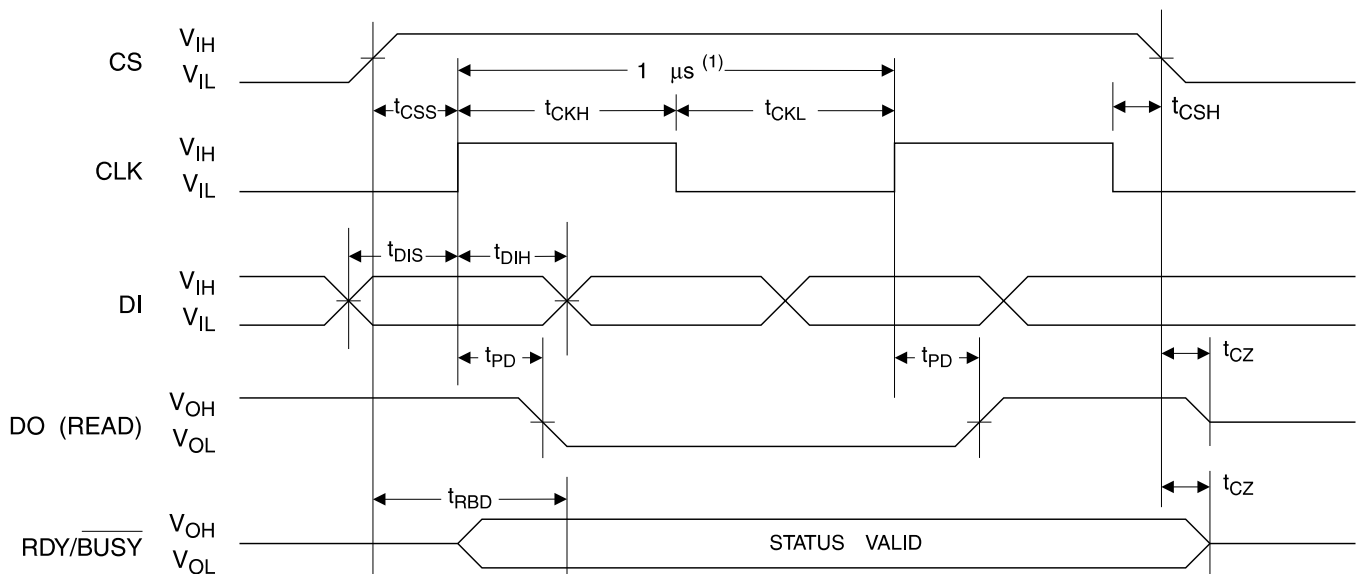 CS
V_IH
V_IL
1 μs (1)
t_CSS
t_CKH
t_CKL
t_CSH
CLK
V_IH
V_IL
t_DIS
t_DIH
DI
V_IH
V_IL
t_PD
t_PD
t_CZ
DO (READ)
V_OH
V_OL
t_RBD
t_CZ
RDY/BUSY
V_OH
V_OL
STATUS VALID